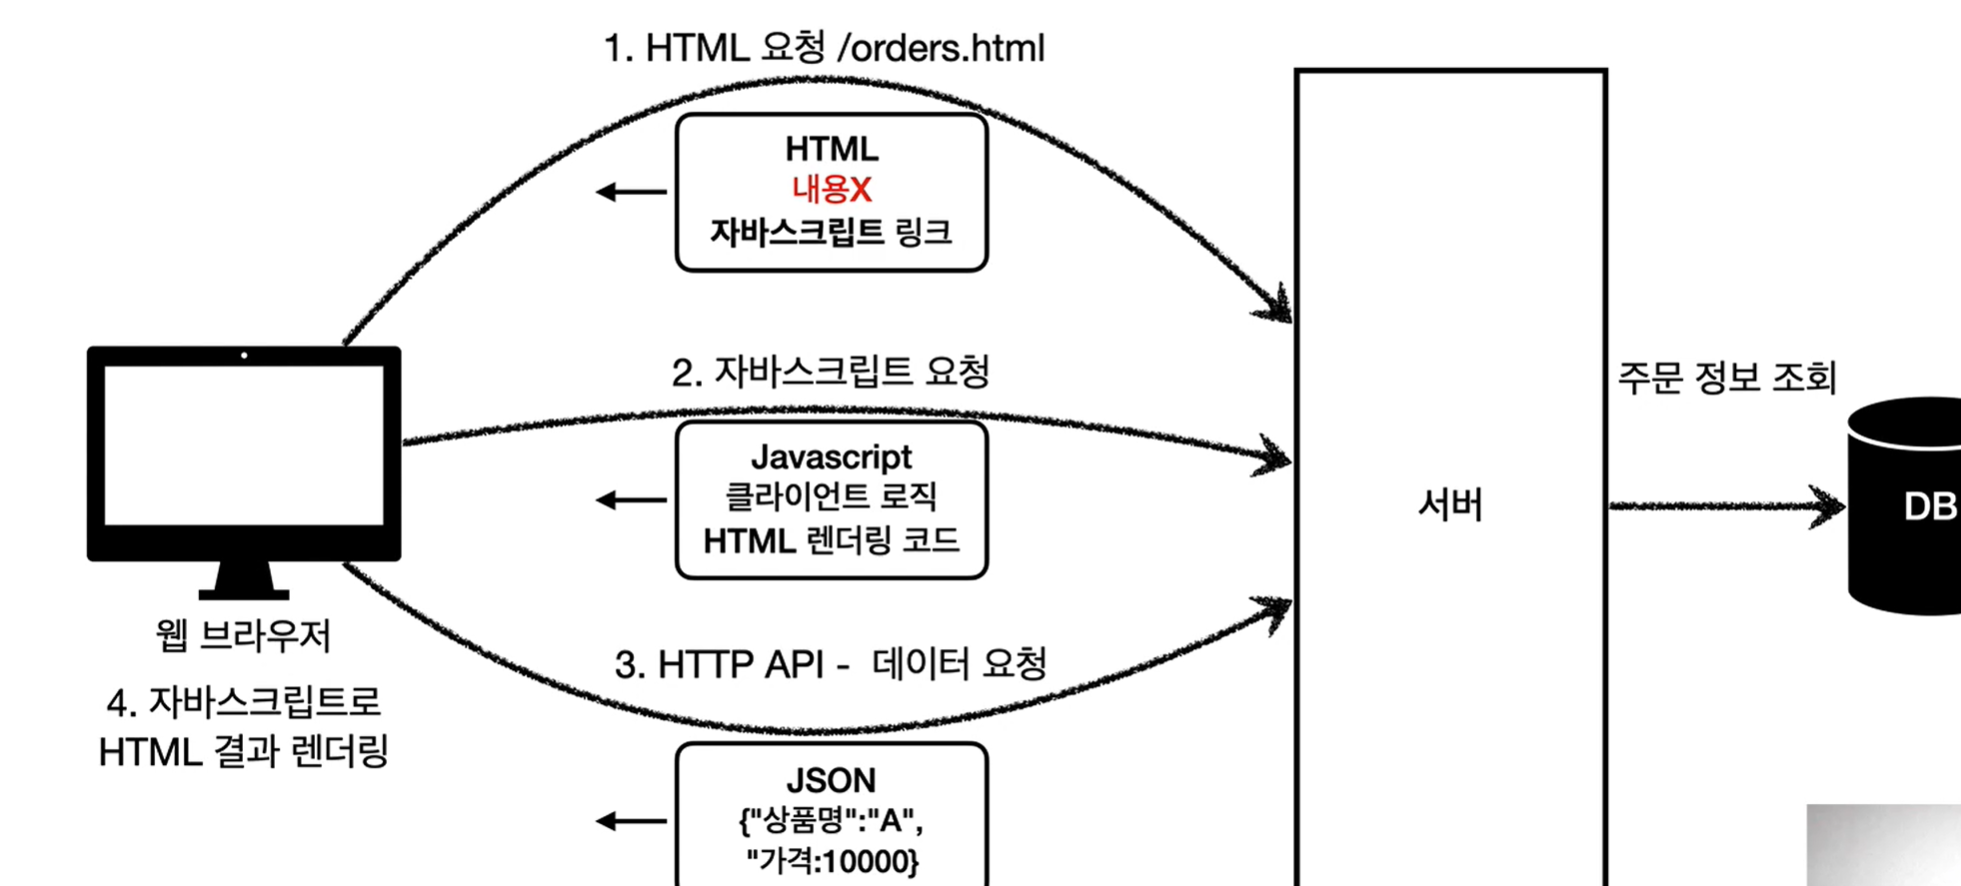 1. HTML 요청 /orders.html
HTML
내용X
자바스크립트 링크
2. 자바스크립트 요청
Javascript
클라이언트 로직
HTML 렌더링 코드
서버
주문 정보 조회
DB
웹 브라우저
4. 자바스크립트로
HTML 결과 렌더링
3. HTTP API - 데이터 요청
JSON
{"상품명":"A",
"가격:10000}